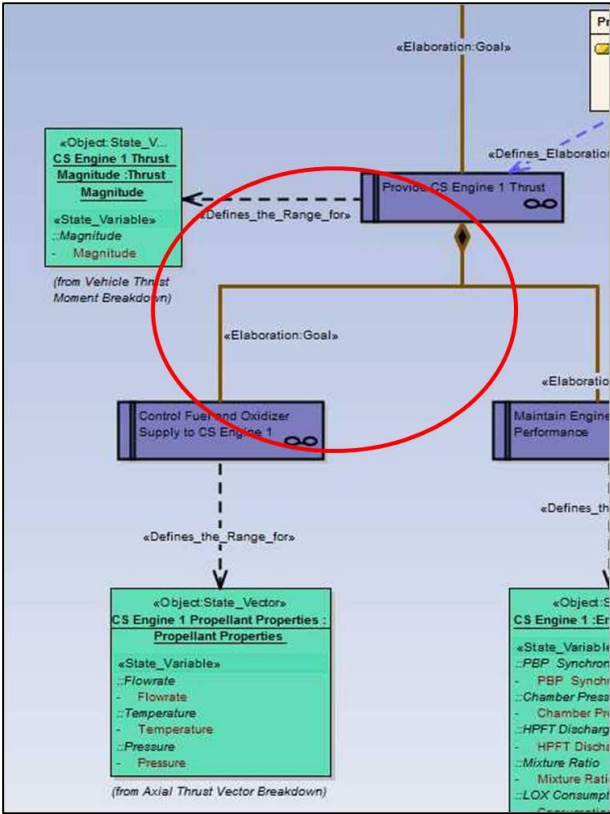 «Elaboration:Goal»
Pr
«Object:State_V...
CS Engine 1 Thrust
Magnitude :Thrust
Magnitude
«State_Variable»
::Magnitude
- Magnitude
(from Vehicle Thrust
Moment Breakdown)
«Defines_Elaboration
Provide CS Engine 1 Thrust
«Defines_the_Range_for»
«Elaboration:Goal»
«Elaboratio
Control Fuel and Oxidizer
Supply to CS Engine 1
Maintain Engine
Performance
«Defines_the_Range_for»
«Defines_th
«Object:State_Vector»
CS Engine 1 Propellant Properties :
Propellant Properties
«State_Variable»
::Flowrate
- Flowrate
::Temperature
- Temperature
::Pressure
- Pressure
(from Axial Thrust Vector Breakdown)
«Object:S
CS Engine 1 :En
«State_Variable
::PBP Synchron
- PBP Synchr
::Chamber Press
- Chamber Pre
::HPFT Discharg
- HPFT Discha
::Mixture Ratio
- Mixture Rati
::LOX Consumpt